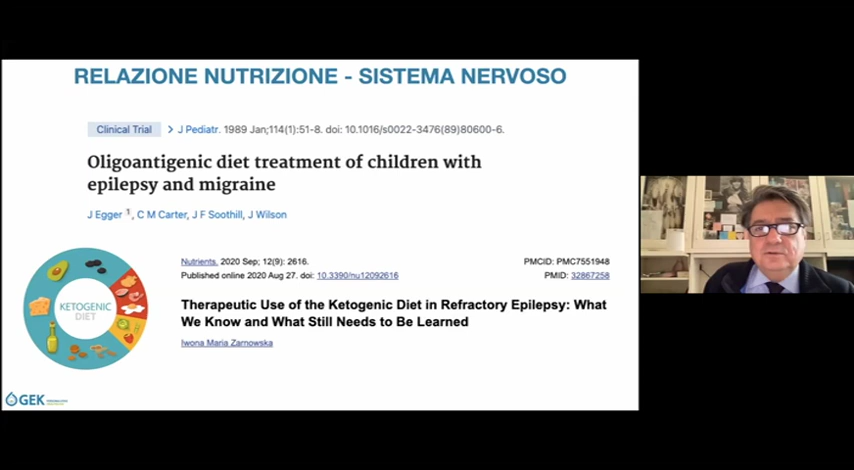 RELAZIONE NUTRIZIONE - SISTEMA NERVOSO
Clinical Trial > J Pediatr. 1989 Jan;114(1):51-8. doi: 10.1016/s0022-3476(89)80600-6.
Oligoantigenic diet treatment of children with
epilepsy and migraine
J Egger 1, C M Carter, J F Soothill, J Wilson
Nutrients. 2020 Sep; 12(9): 2616.
PMCID: PMC7551948
Published online 2020 Aug 27. doi: 10.3390/nu12092616
PMID: 32867258
KETOGENIC
DIET
Therapeutic Use of the Ketogenic Diet in Refractory Epilepsy: What
We Know and What Still Needs to Be Learned
Iwona Maria Zarnowska
GEK